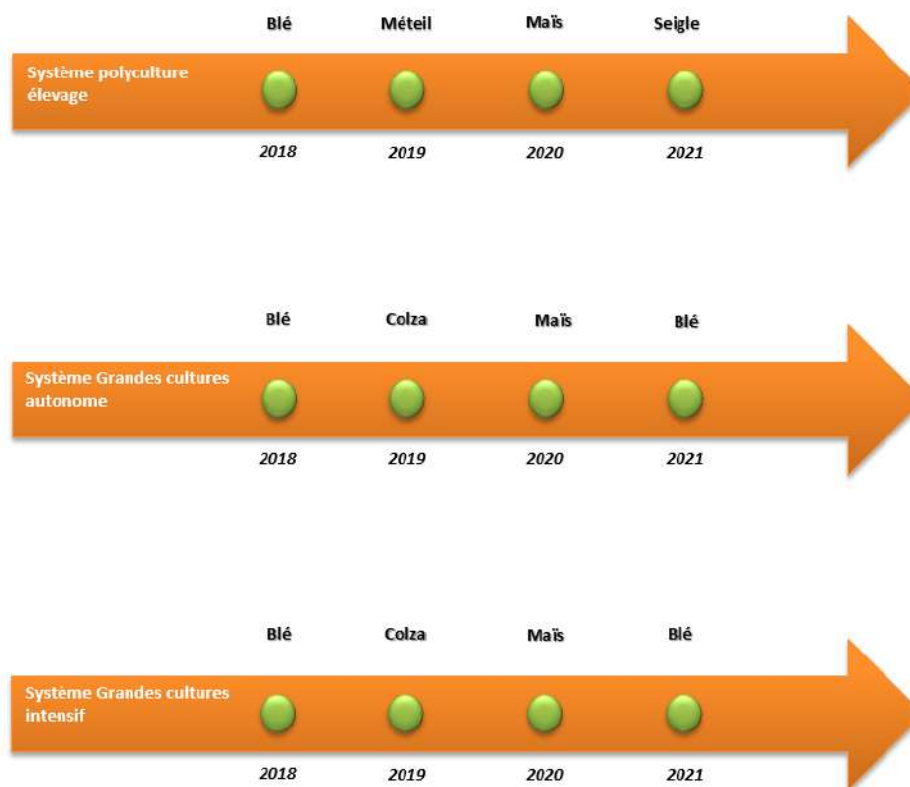 Blé Méteil Maïs Seigle
Système polyculture
élevage
2018 2019 2020 2021
Blé Colza Maïs Blé
Système Grandes cultures
autonome
2018 2019 2020 2021
Blé Colza Maïs Blé
Système Grandes cultures
intensif
2018 2019 2020 2021